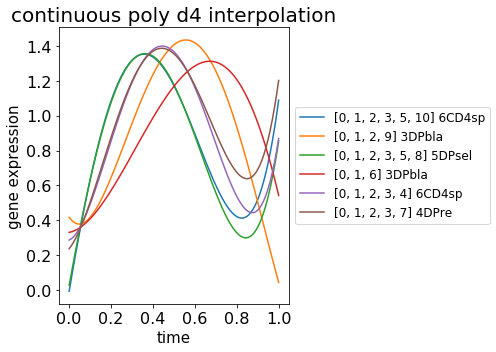 continuous poly d4 interpolation
gene expression
1.4
1.2
1.0
0.8
0.6
0.4
0.2
0.0
0.0 0.2 0.4 0.6 0.8 1.0
time
[0, 1, 2, 3, 5, 10] 6CD4sp
[0, 1, 2, 9] 3DPbla
[0, 1, 2, 3, 5, 8] 5DPsel
[0, 1, 6] 3DPbla
[0, 1, 2, 3, 4] 6CD4sp
[0, 1, 2, 3, 7] 4DPre